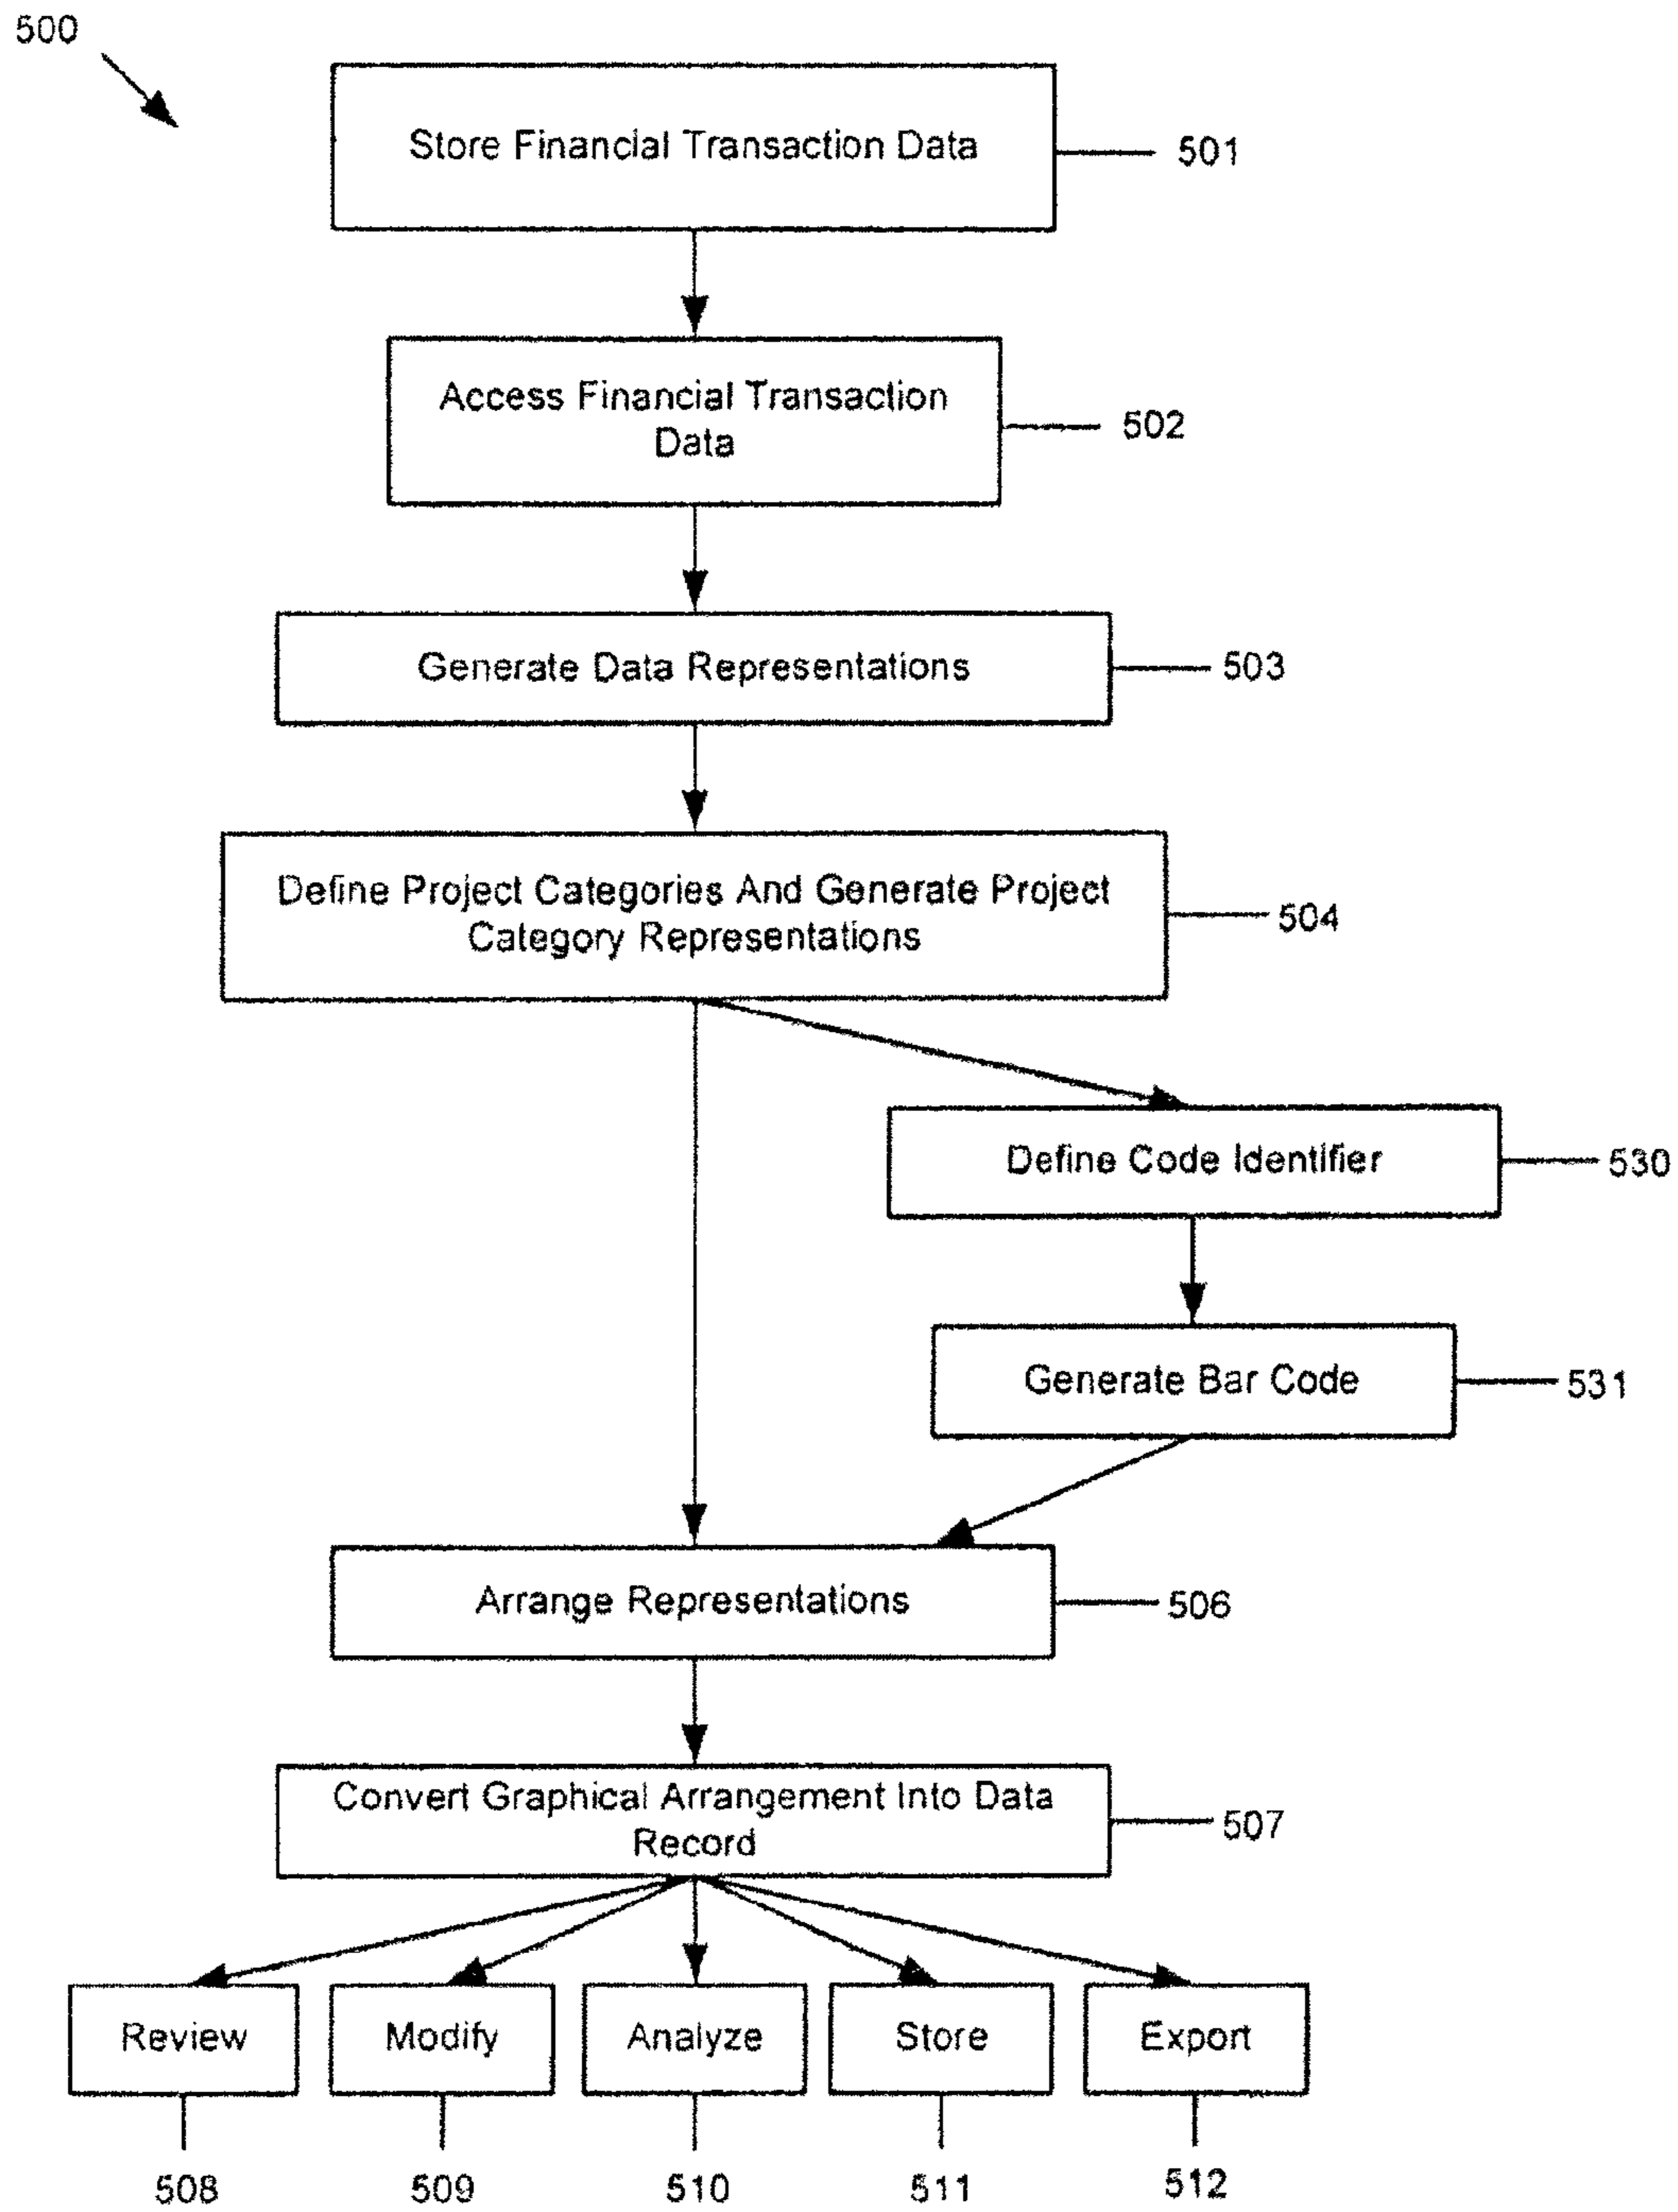 500
Store Financial Transaction Data
501
Access Financial Transaction
Data
502
Generate Data Representations
503
Define Project Categories And Generate Project
Category Representations
504
Define Code Identifier
530
Generate Bar Code
531
Arrange Representations
506
Convert Graphical Arrangement Into Data
Record
507
Review
Modify
Analyze
Store
Export
508
509
510
511
512